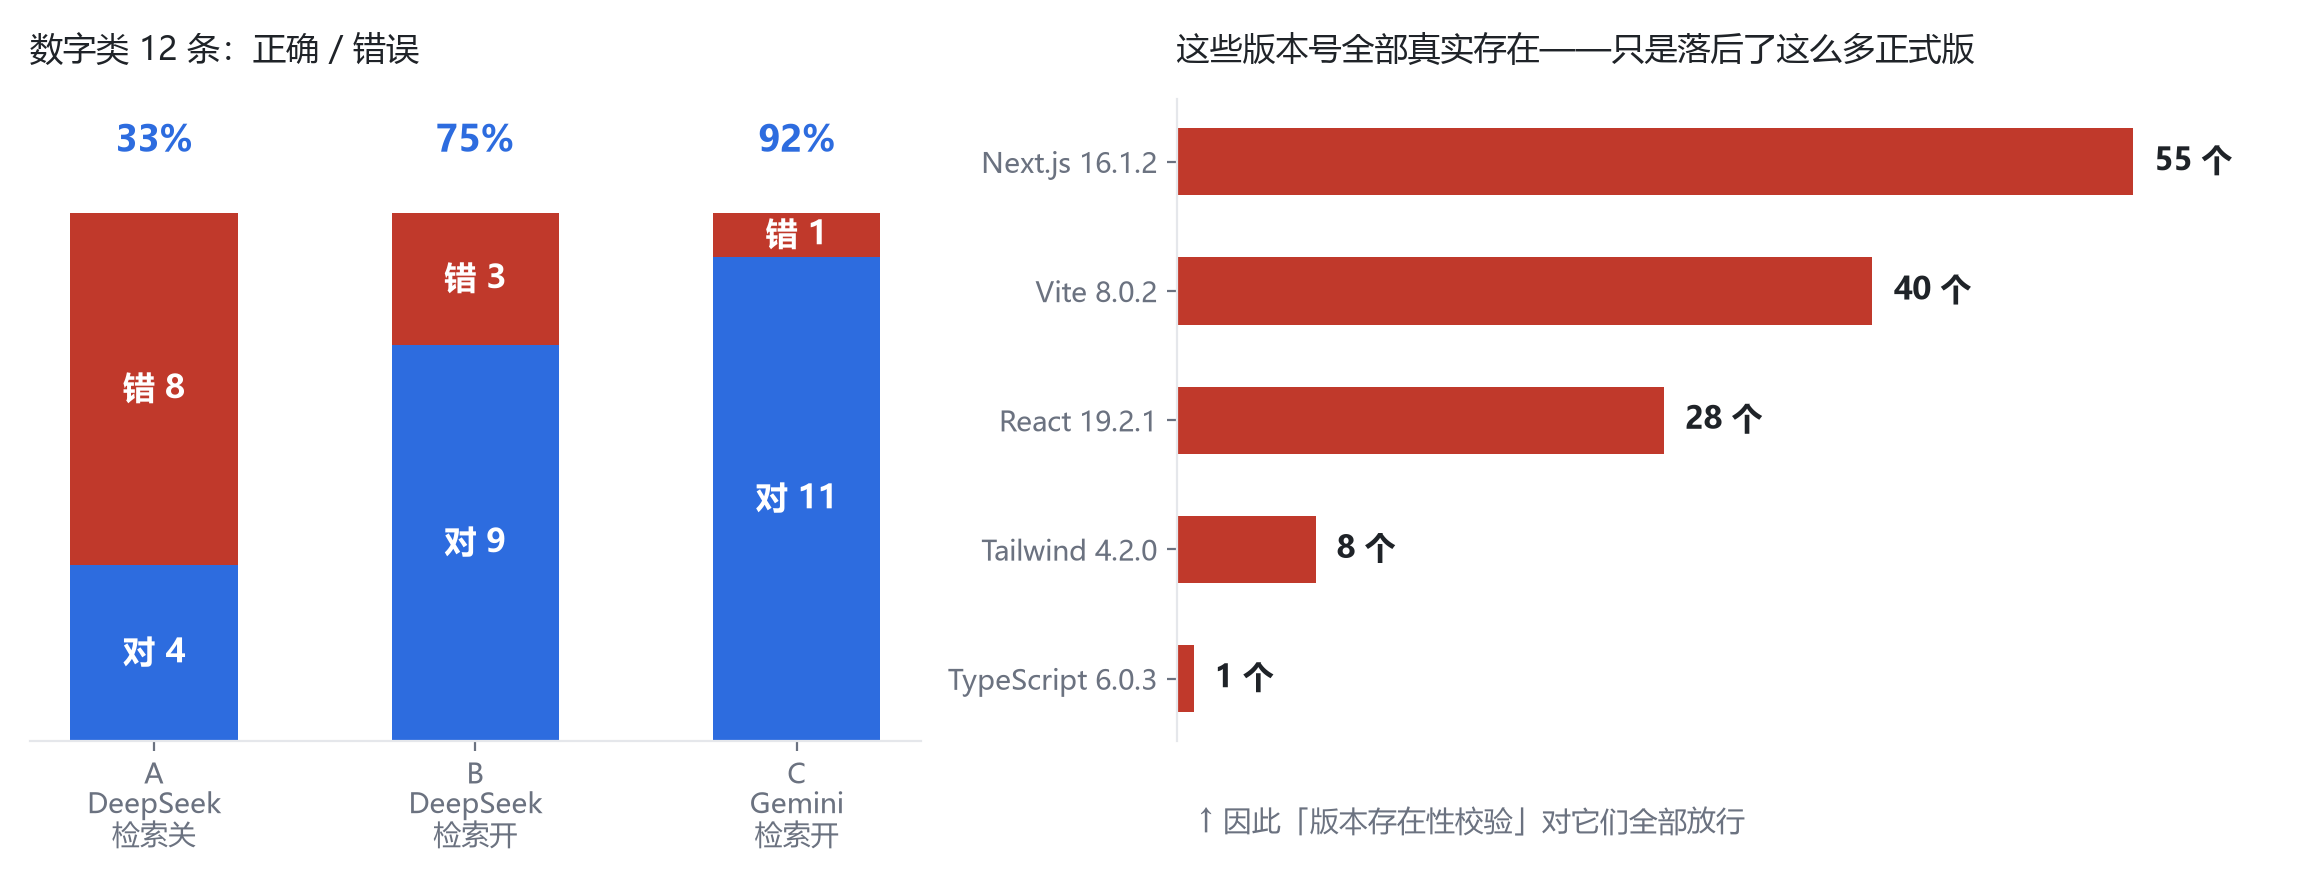 数字类 12 条：正确 / 错误
33%
75%
92%
错 8
对 4
错 3
对 9
错 1
对 11
A
DeepSeek
检索关
B
DeepSeek
检索开
C
Gemini
检索开
这些版本号全部真实存在——只是落后了这么多正式版
Next.js 16.1.2
55 个
Vite 8.0.2
40 个
React 19.2.1
28 个
Tailwind 4.2.0
8 个
TypeScript 6.0.3
1 个
↑ 因此「版本存在性校验」对它们全部放行